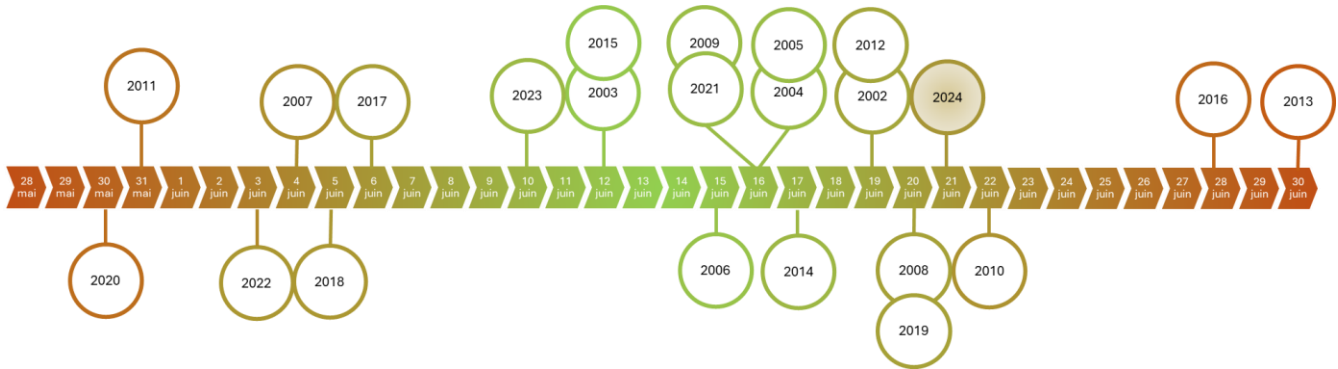 2015
2009
2005
2012
2011
2007
2017
2023
2003
2021
2004
2002
2024
2016
2013
28 mai
29 mai
30 mai
31 mai
1 juin
2 juin
3 juin
4 juin
5 juin
6 juin
7 juin
8 juin
9 juin
10 juin
11 juin
12 juin
13 juin
14 juin
15 juin
16 juin
17 juin
18 juin
19 juin
20 juin
21 juin
22 juin
23 juin
24 juin
25 juin
26 juin
27 juin
28 juin
29 juin
30 juin
2020
2022
2018
2006
2014
2008
2010
2019